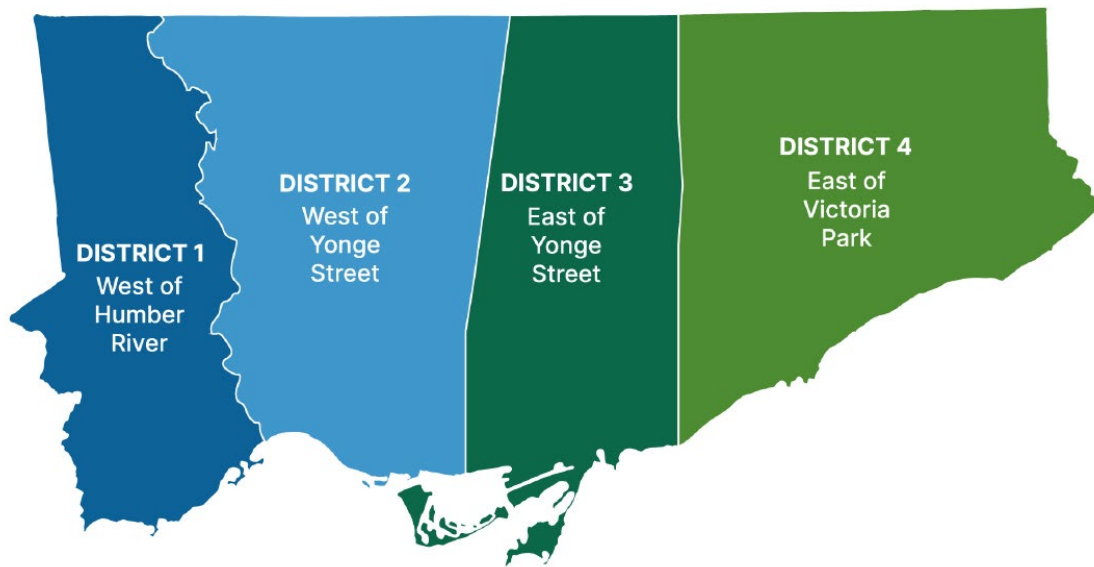 DISTRICT 1
West of
Humber
River
DISTRICT 2
West of
Yonge
Street
DISTRICT 3
East of
Yonge
Street
DISTRICT 4
East of
Victoria
Park